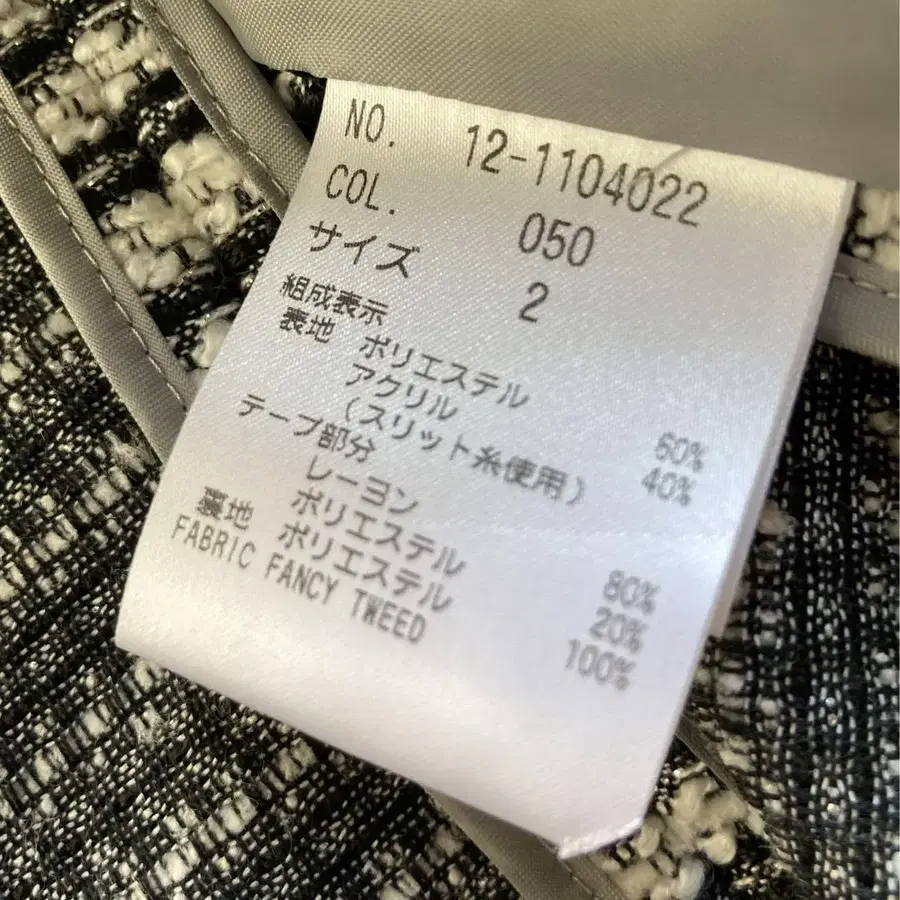 NO. 12-1104022
COL. 050
サイズ 2
組成表示
表地 ポリエステル 60%
アクリル 40%
(スリット糸使用)
テープ部分
レーヨン 80%
ポリエステル 20%
裏地 ポリエステル 100%
FABRIC FANCY TWEED